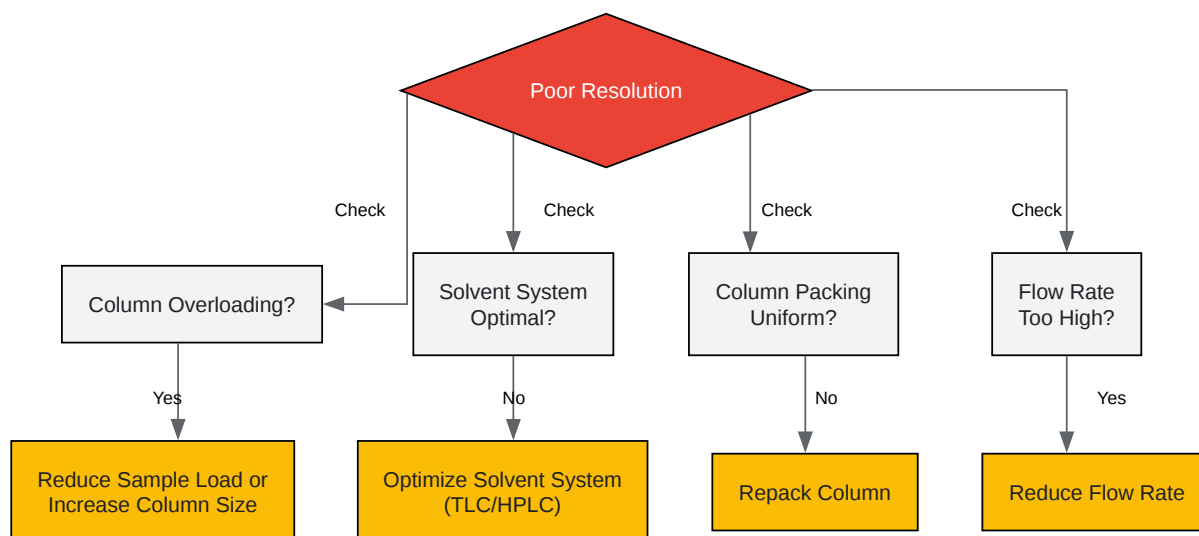 Poor Resolution
Check
Check
Check
Check
Column Overloading?
Solvent System
Optimal?
Column Packing
Uniform?
Flow Rate
Too High?
Yes
No
No
Yes
Reduce Sample Load or
Increase Column Size
Optimize Solvent System
(TLC/HPLC)
Repack Column
Reduce Flow Rate